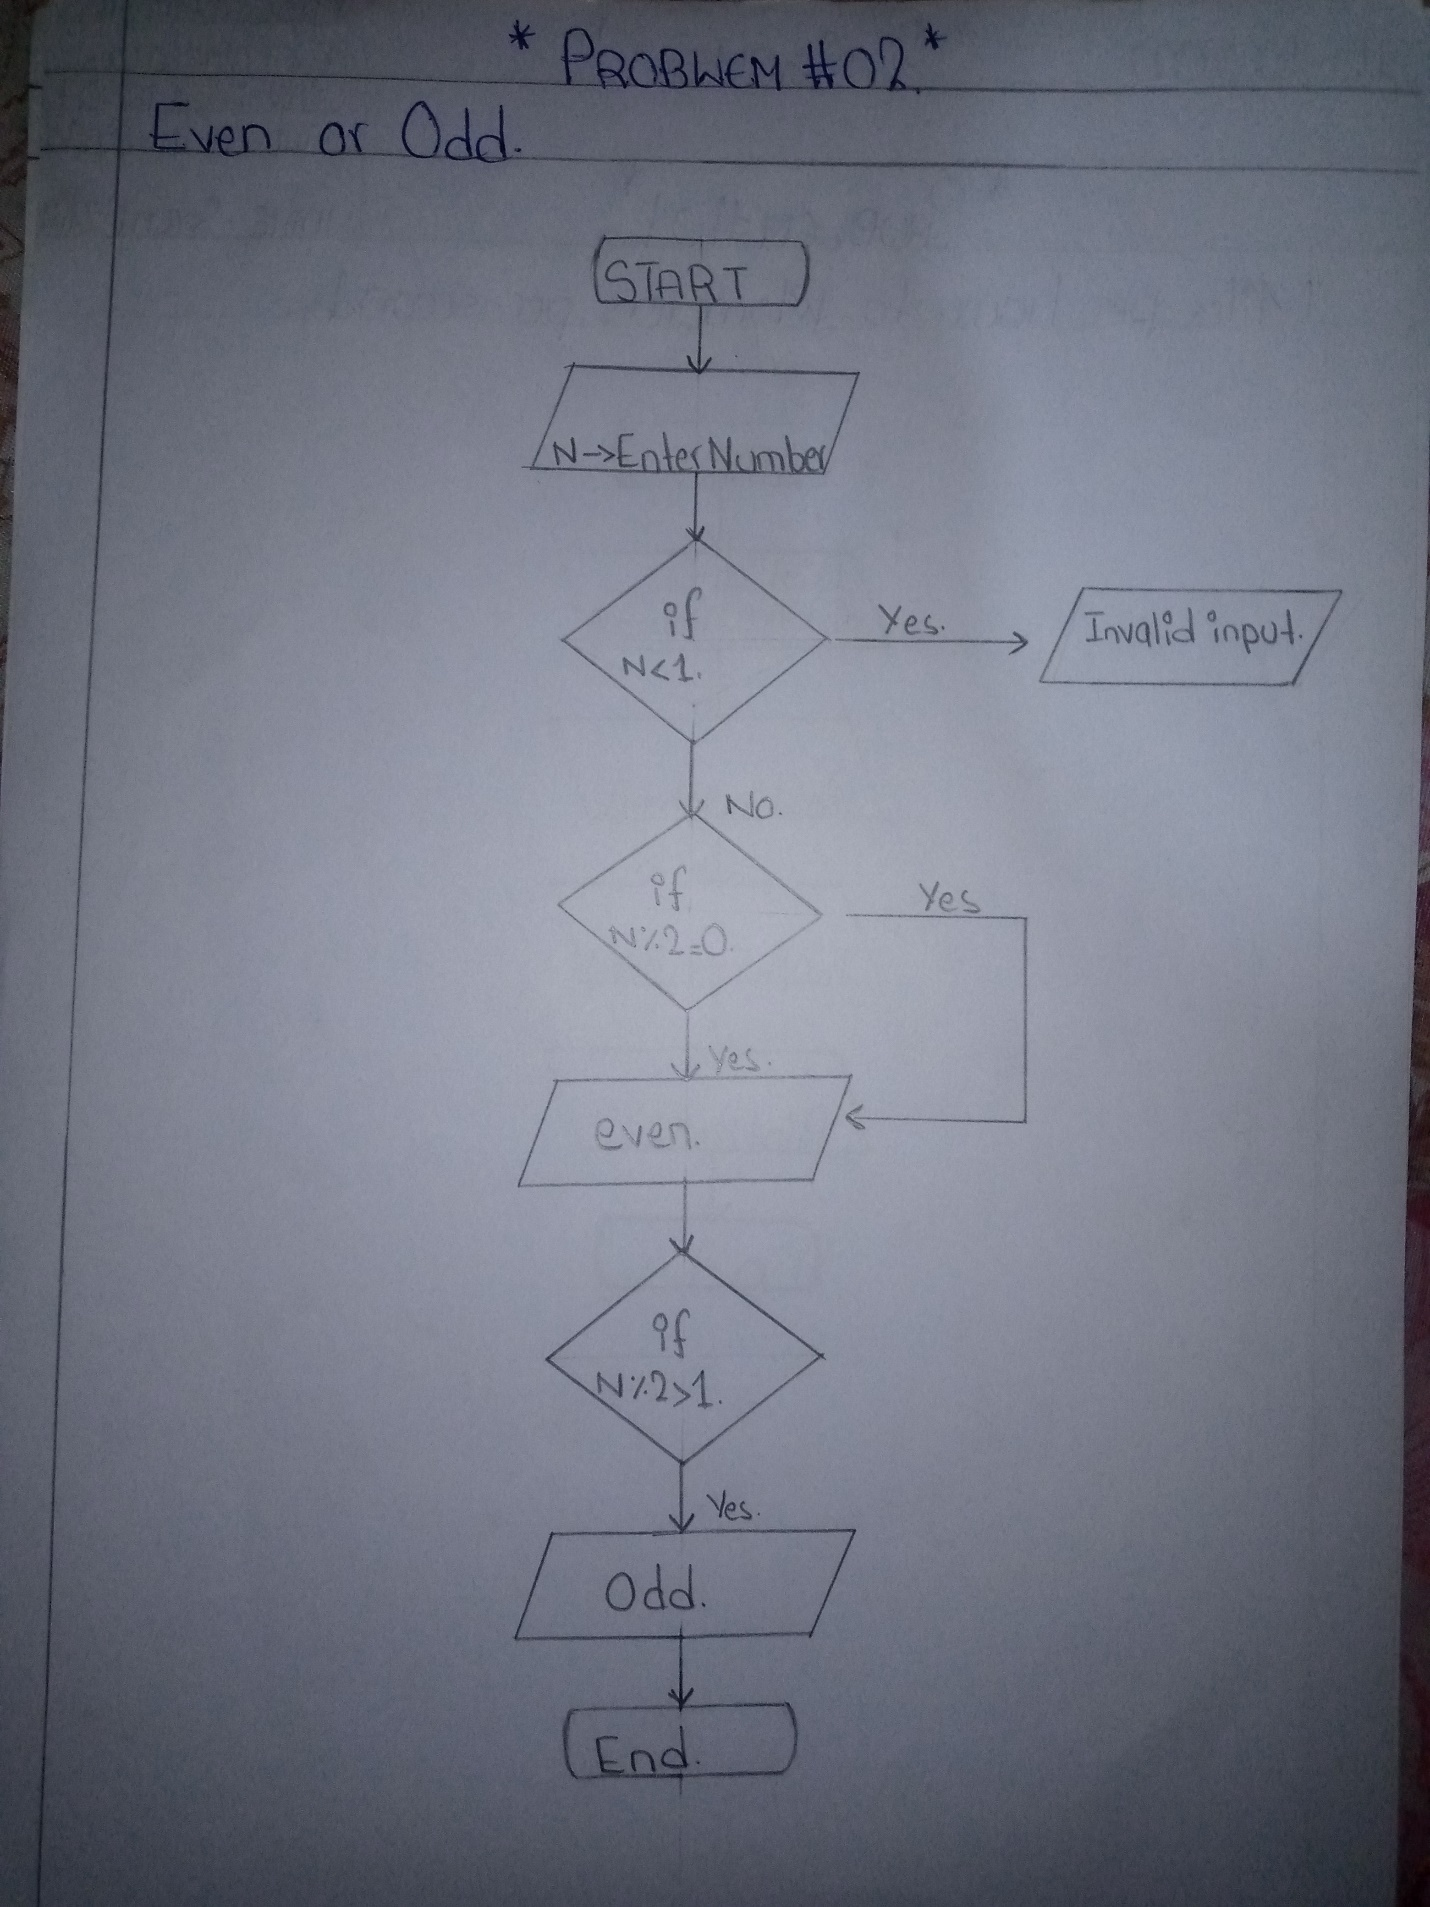 * PROBLEM #02 *
Even or Odd.
START
N->Enter Number
if
N<1.
Yes.
Invalid input.
No.
if
N%2=0.
Yes
Yes.
even.
if
N%2>1.
Yes.
Odd.
End.